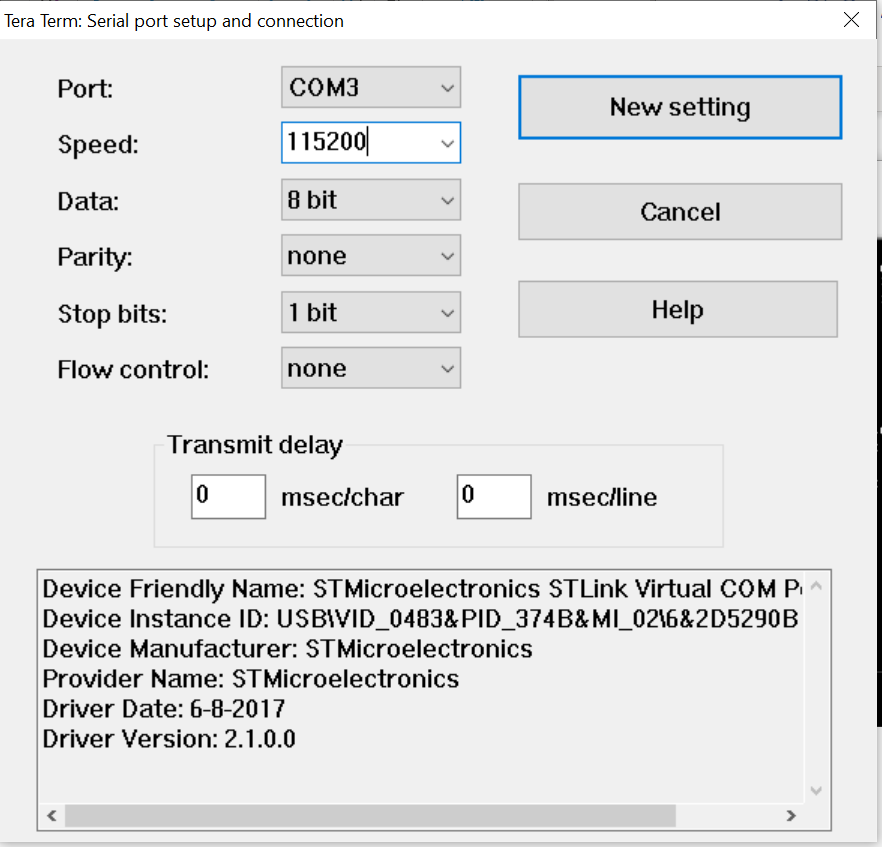 Tera Term: Serial port setup and connection
Port: COM3
New setting
Speed: 115200
Data: 8 bit
Cancel
Parity: none
Stop bits: 1 bit
Help
Flow control: none
Transmit delay
0 msec/char 0 msec/line
Device Friendly Name: STMicroelectronics STLink Virtual COM
Device Instance ID: USB\VID_0483&PID_374B&MI_02\6&2D5290B
Device Manufacturer: STMicroelectronics
Provider Name: STMicroelectronics
Driver Date: 6-8-2017
Driver Version: 2.1.0.0